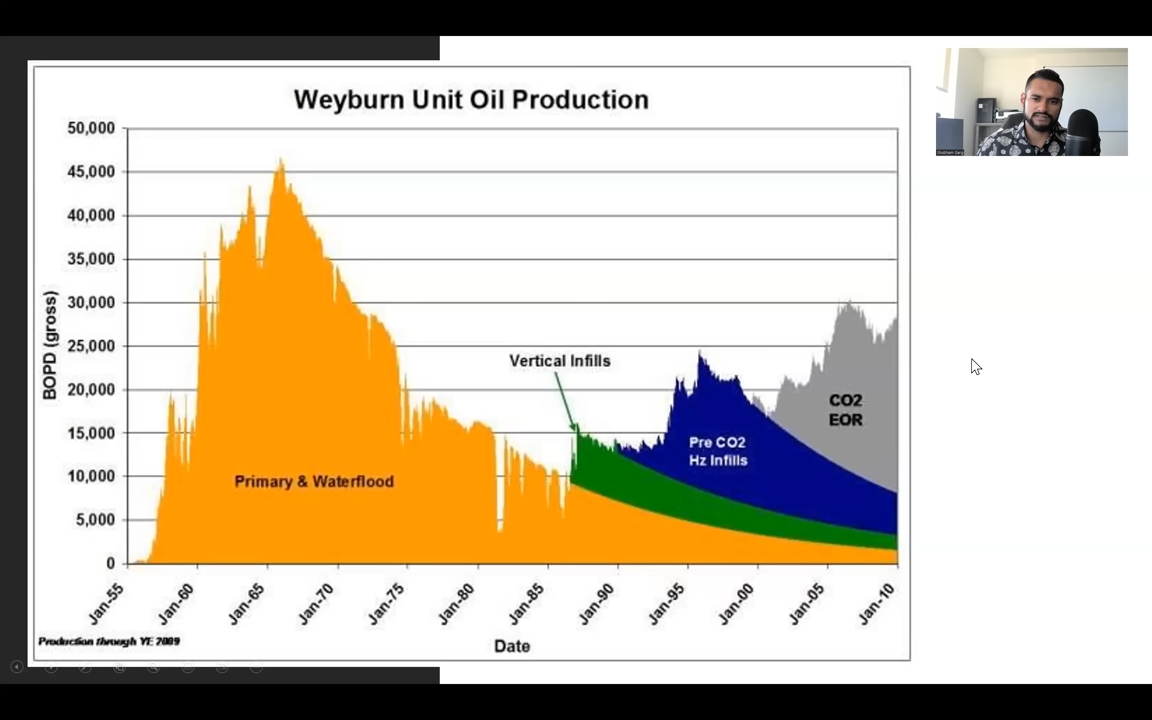 Weyburn Unit Oil Production
50,000
45,000
40,000
35,000
30,000
25,000
20,000
15,000
10,000
5,000
0
BOPD (gross)
Vertical Infills
CO2
EOR
Pre CO2
Hz Infills
Primary & Waterflood
Jan-55
Jan-60
Jan-65
Jan-70
Jan-75
Jan-80
Jan-85
Jan-90
Jan-95
Jan-00
Jan-05
Jan-10
Date
Production through YE 2009